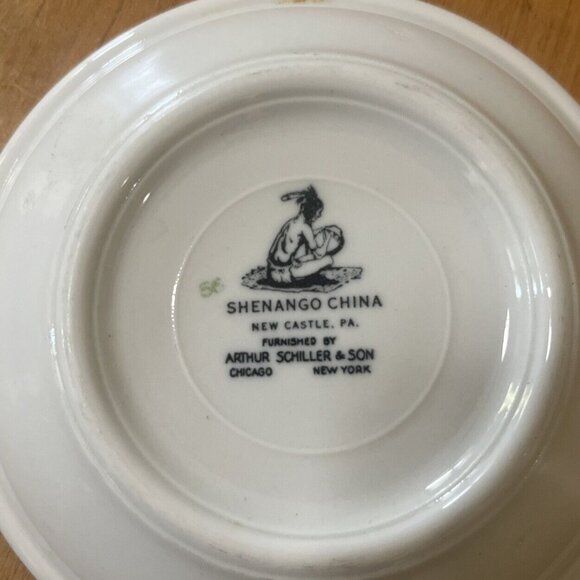 SHENANGO CHINA
NEW CASTLE, PA.
FURNISHED BY
ARTHUR SCHILLER & SON
CHICAGO NEW YORK